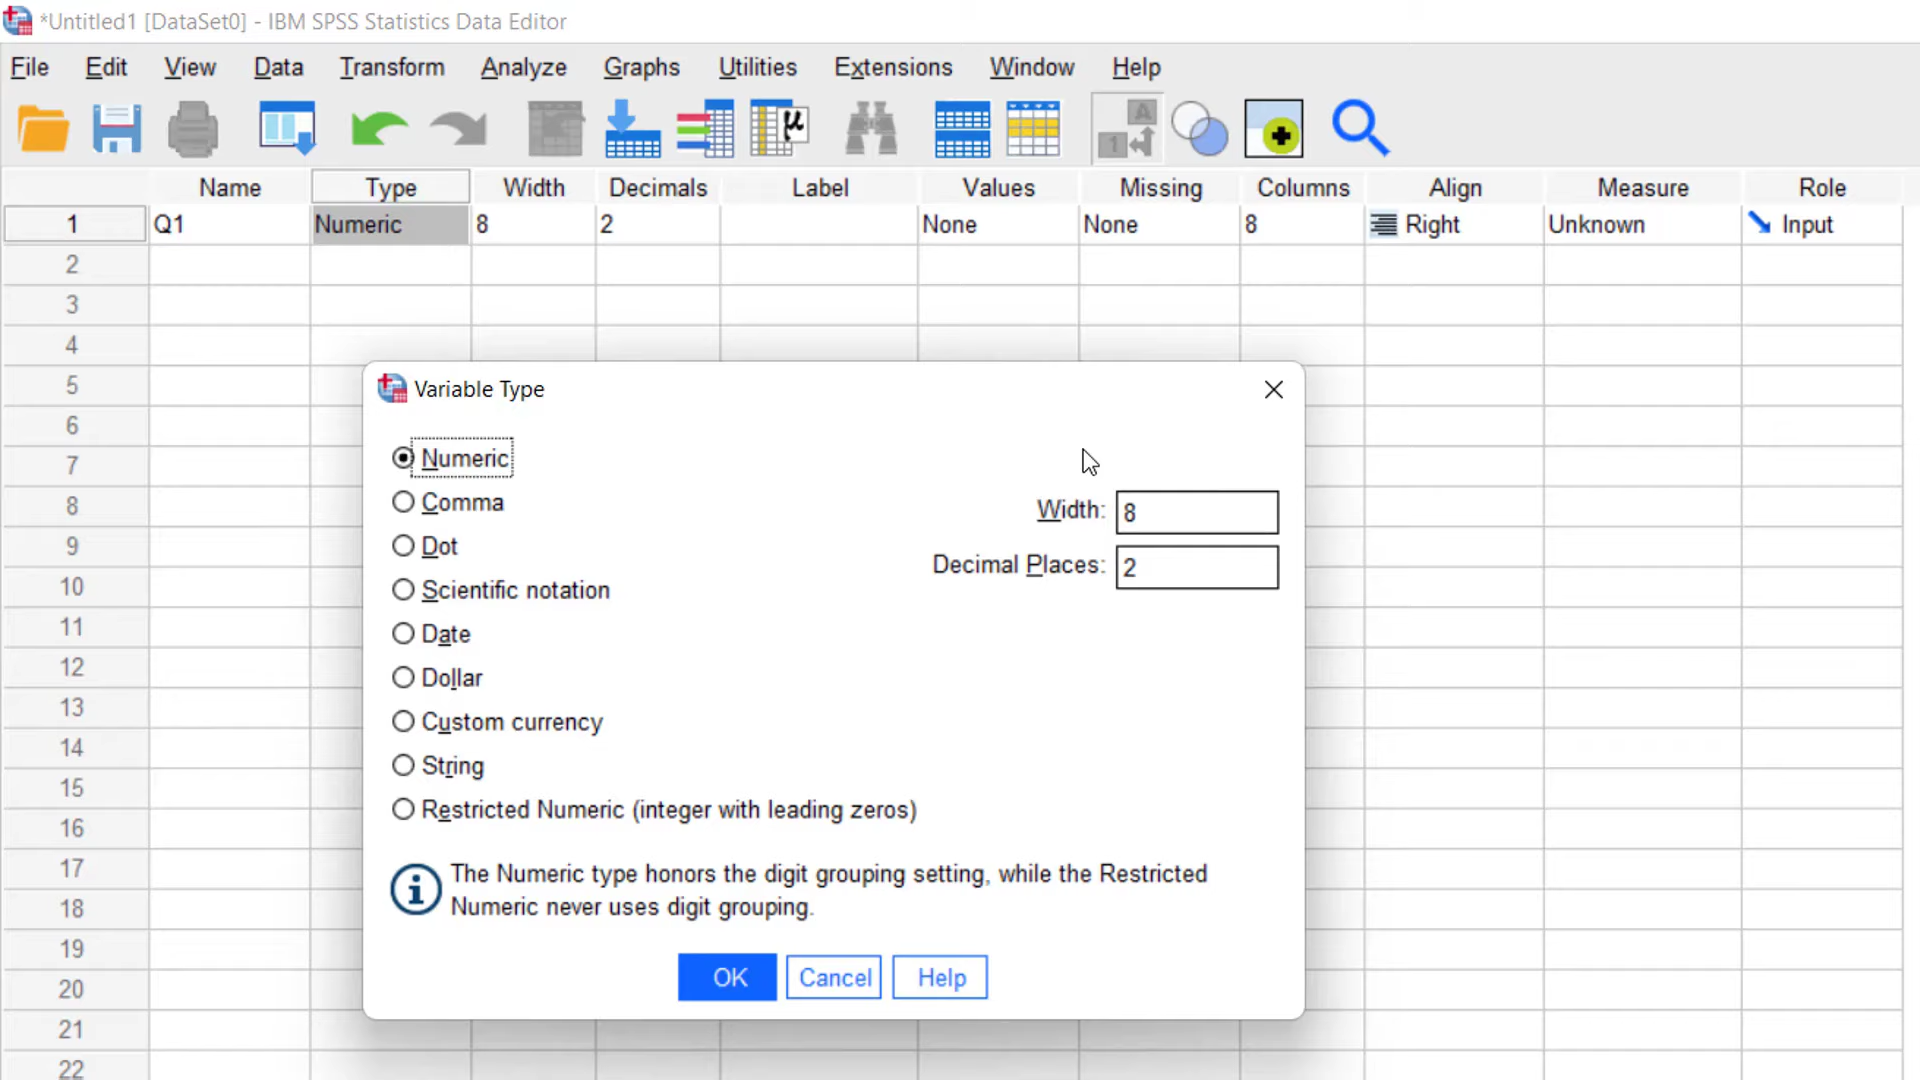 *Untitled1 [DataSet0] - IBM SPSS Statistics Data Editor
File Edit View Data Transform Analyze Graphs Utilities Extensions Window Help
A
1
μ
Name Type Width Decimals Label Values Missing Columns Align Measure Role
1 Q1 Numeric 8 2 None None 8 Right Unknown Input
2
3
4
5
6
7
8
9
10
11
12
13
14
15
16
17
18
19
20
21
22
Variable Type
Numeric
Comma
Dot
Scientific notation
Date
Dollar
Custom currency
String
Restricted Numeric (integer with leading zeros)
Width: 8
Decimal Places: 2
The Numeric type honors the digit grouping setting, while the Restricted
Numeric never uses digit grouping.
OK Cancel Help